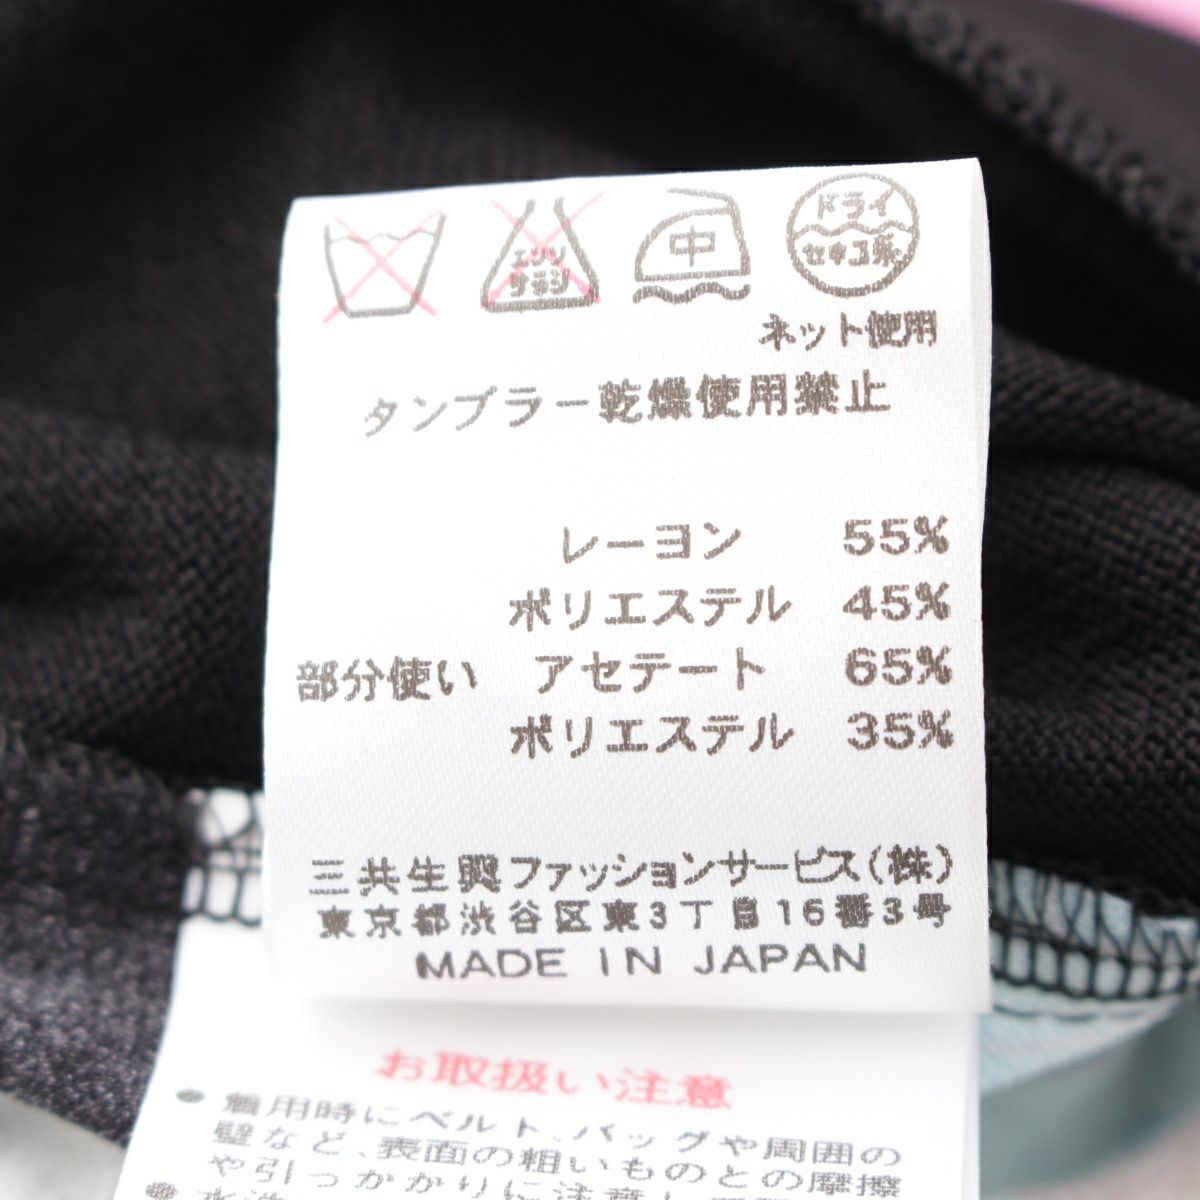 エンソ サラシ
中
ドライ
セキユ系
ネット使用
タンブラー乾燥使用禁止
レーヨン 55%
ポリエステル 45%
部分使い アセテート 65%
ポリエステル 35%
三共生興ファッションサービス(株)
東京都渋谷区東3丁目16番3号
MADE IN JAPAN
お取扱い注意
● 着用時にベルト、バッグや周囲の
壁など、表面の粗いものとの摩擦
や引っかかりに注意し